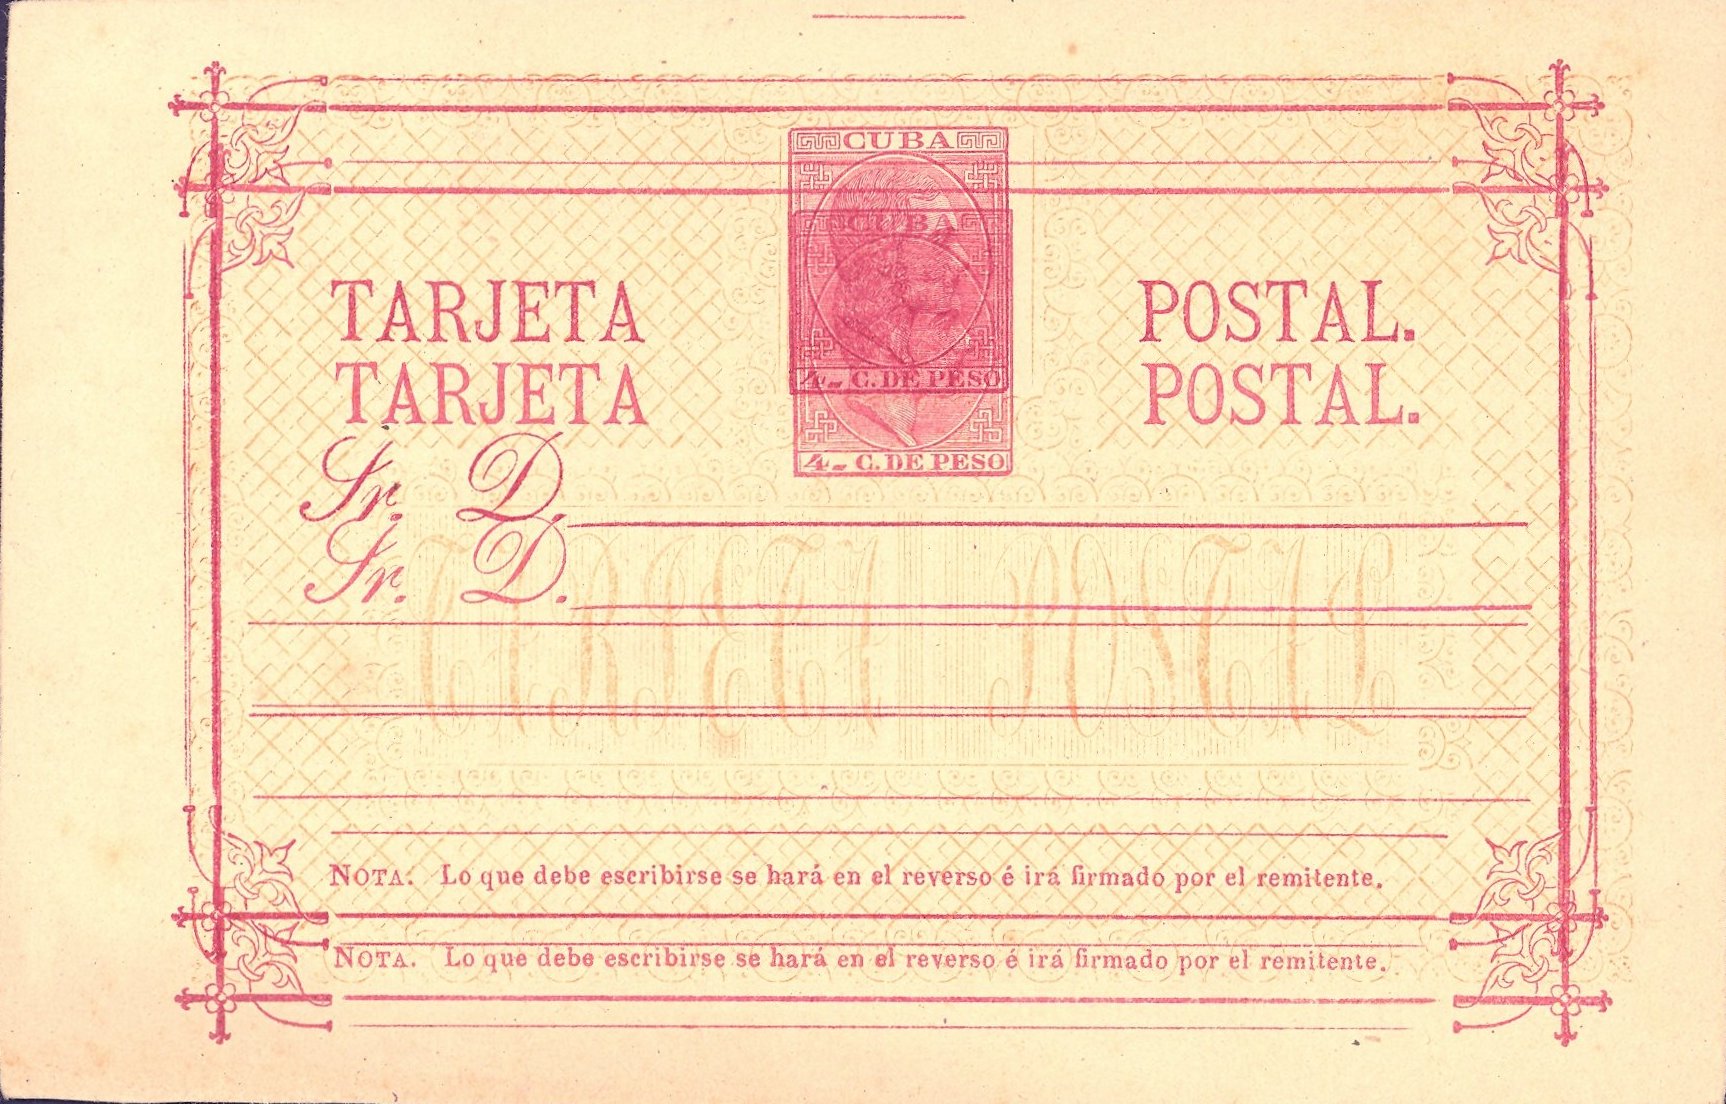 CUBA
CUBA
TARJETA POSTAL.
4 C. DE PESO
TARJETA POSTAL.
4 C. DE PESO
Sr. D.
Sr. D.
TARJETA POSTAL
NOTA. Lo que debe escribirse se hará en el reverso é irá firmado por el remitente.
NOTA. Lo que debe escribirse se hará en el reverso é irá firmado por el remitente.